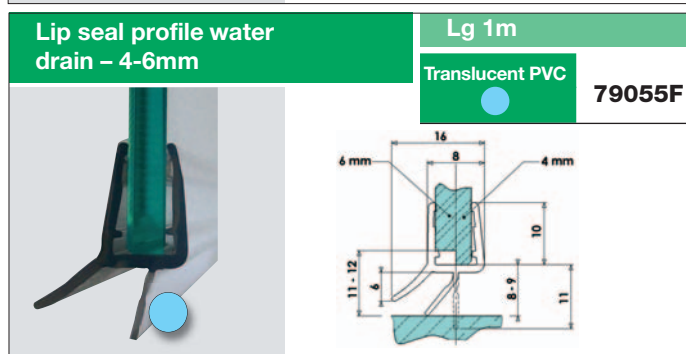 Lip seal profile water
drain – 4-6mm
Lg 1m
Translucent PVC
79055F
16
8
6 mm
4 mm
10
11 - 12
6
8 - 9
11